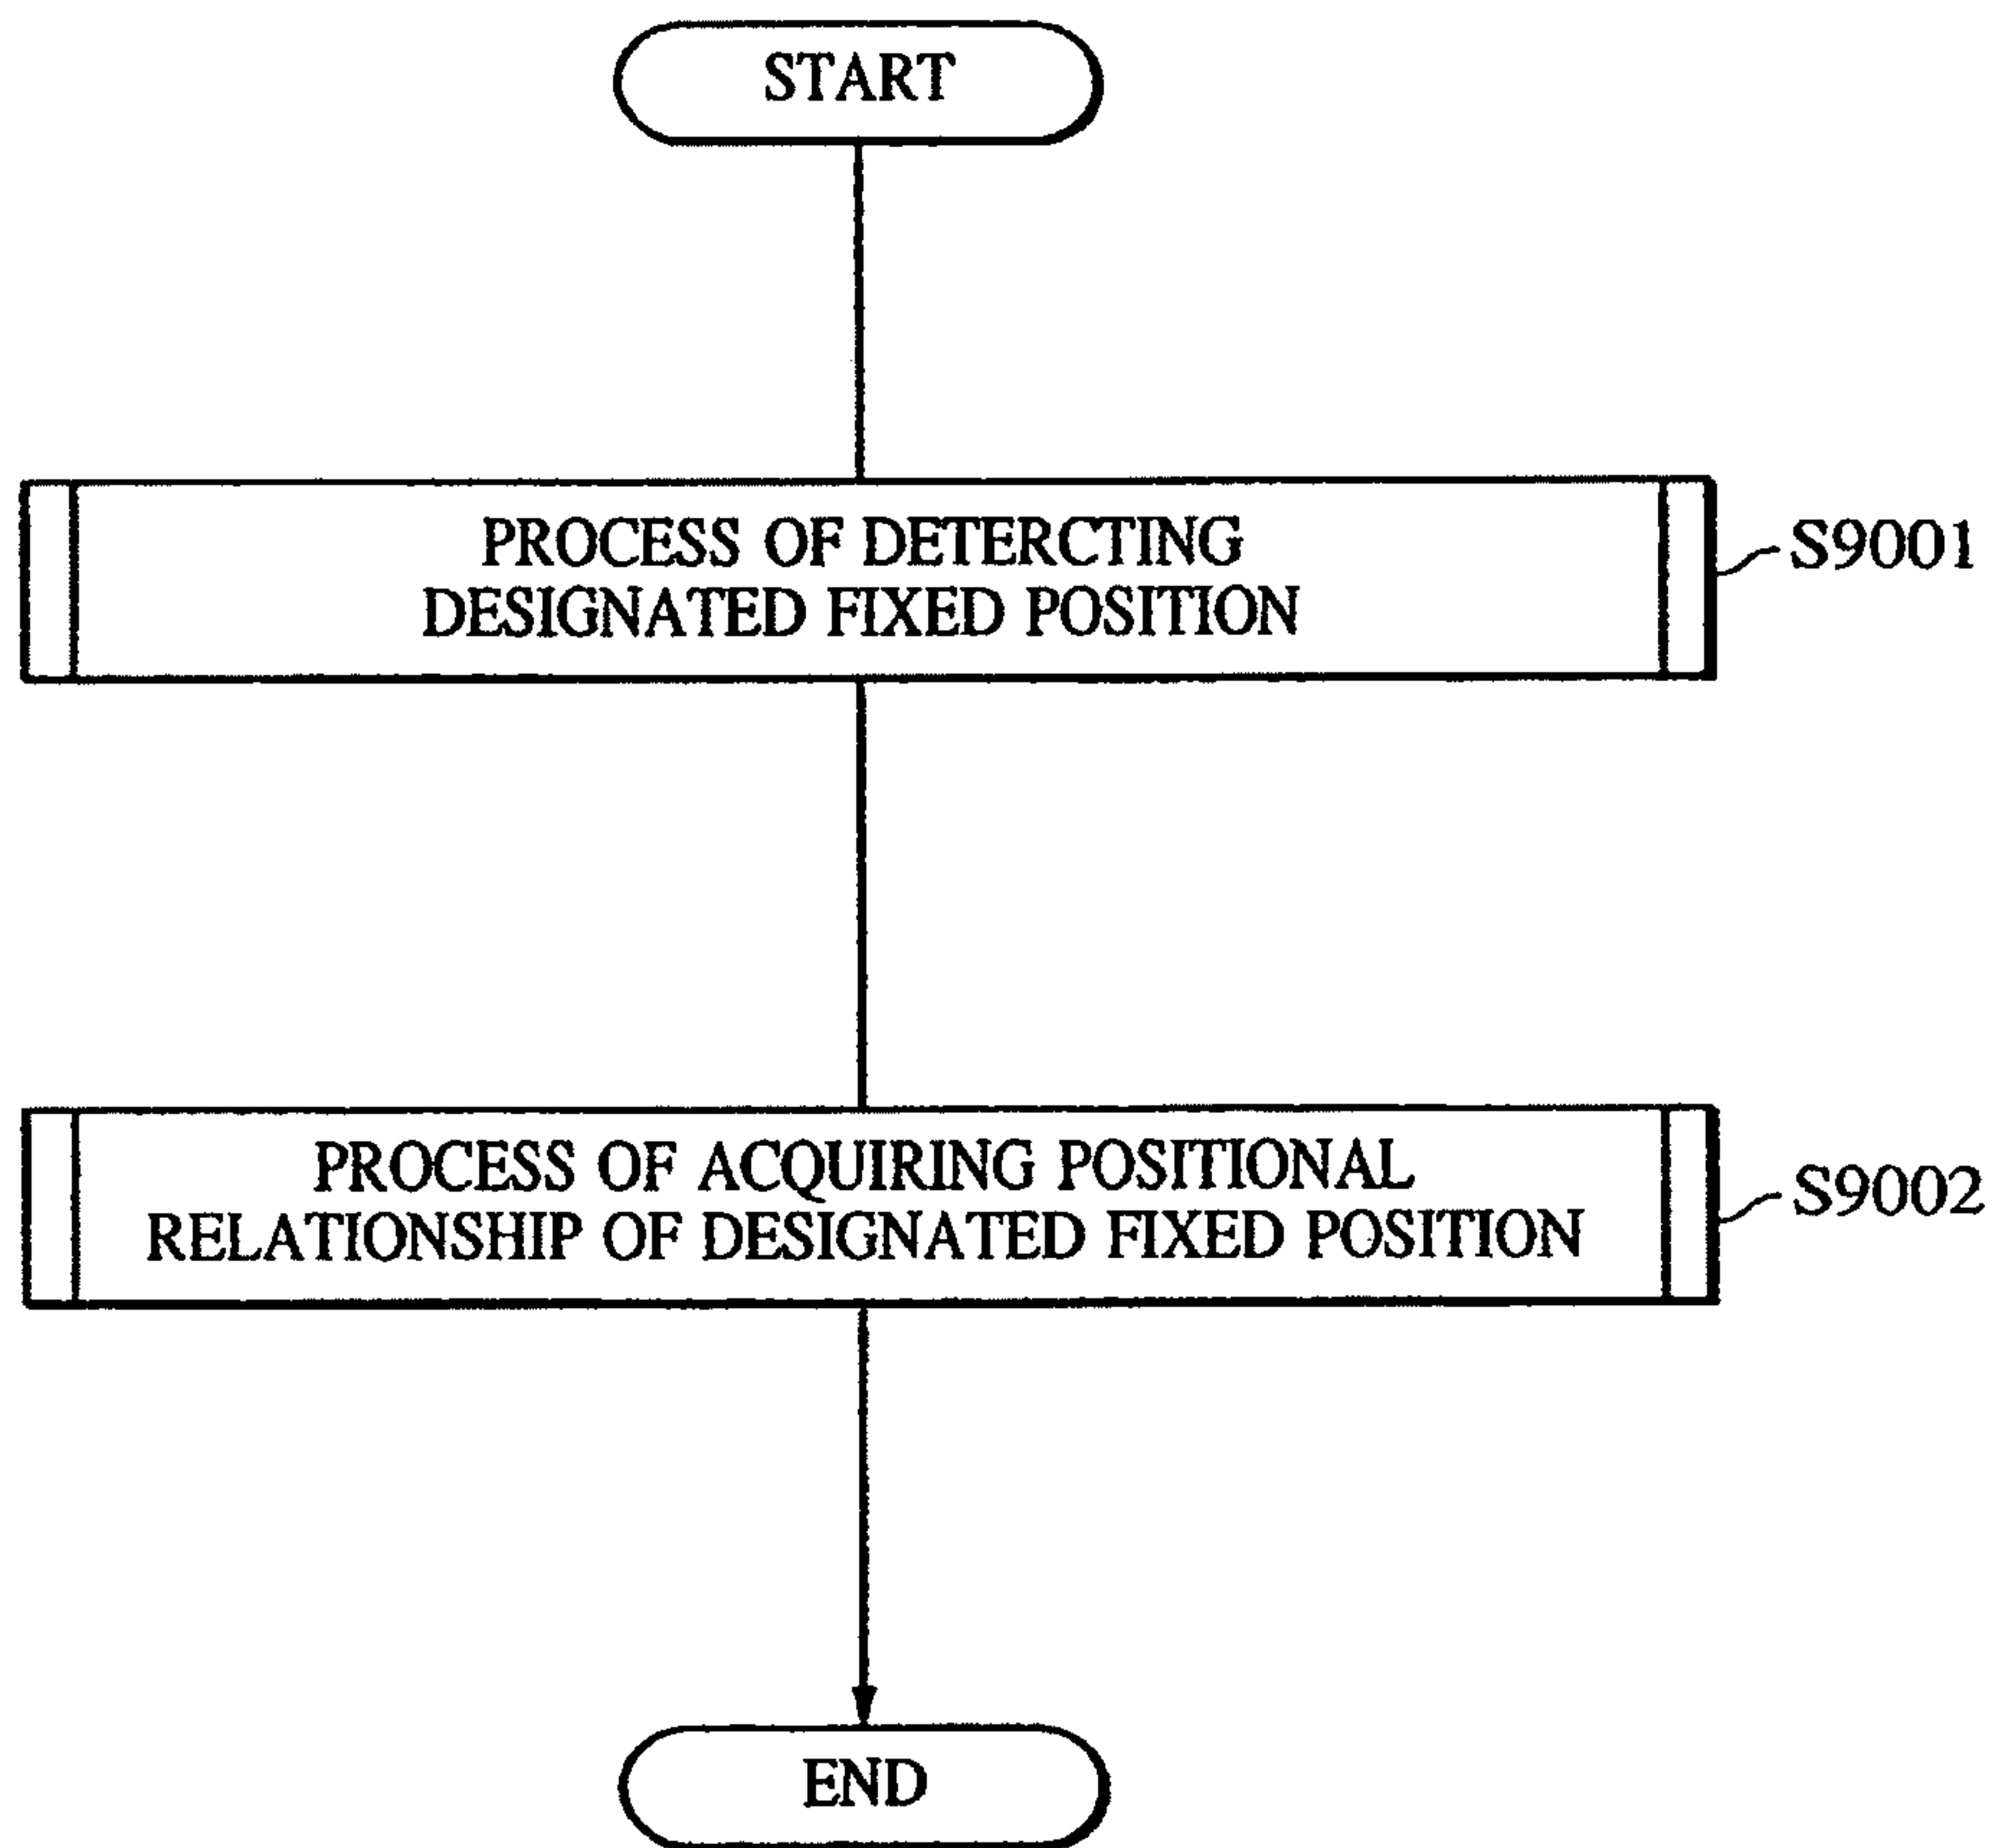 START
PROCESS OF DETERCTING
DESIGNATED FIXED POSITION
S9001
PROCESS OF ACQUIRING POSITIONAL
RELATIONSHIP OF DESIGNATED FIXED POSITION
S9002
END